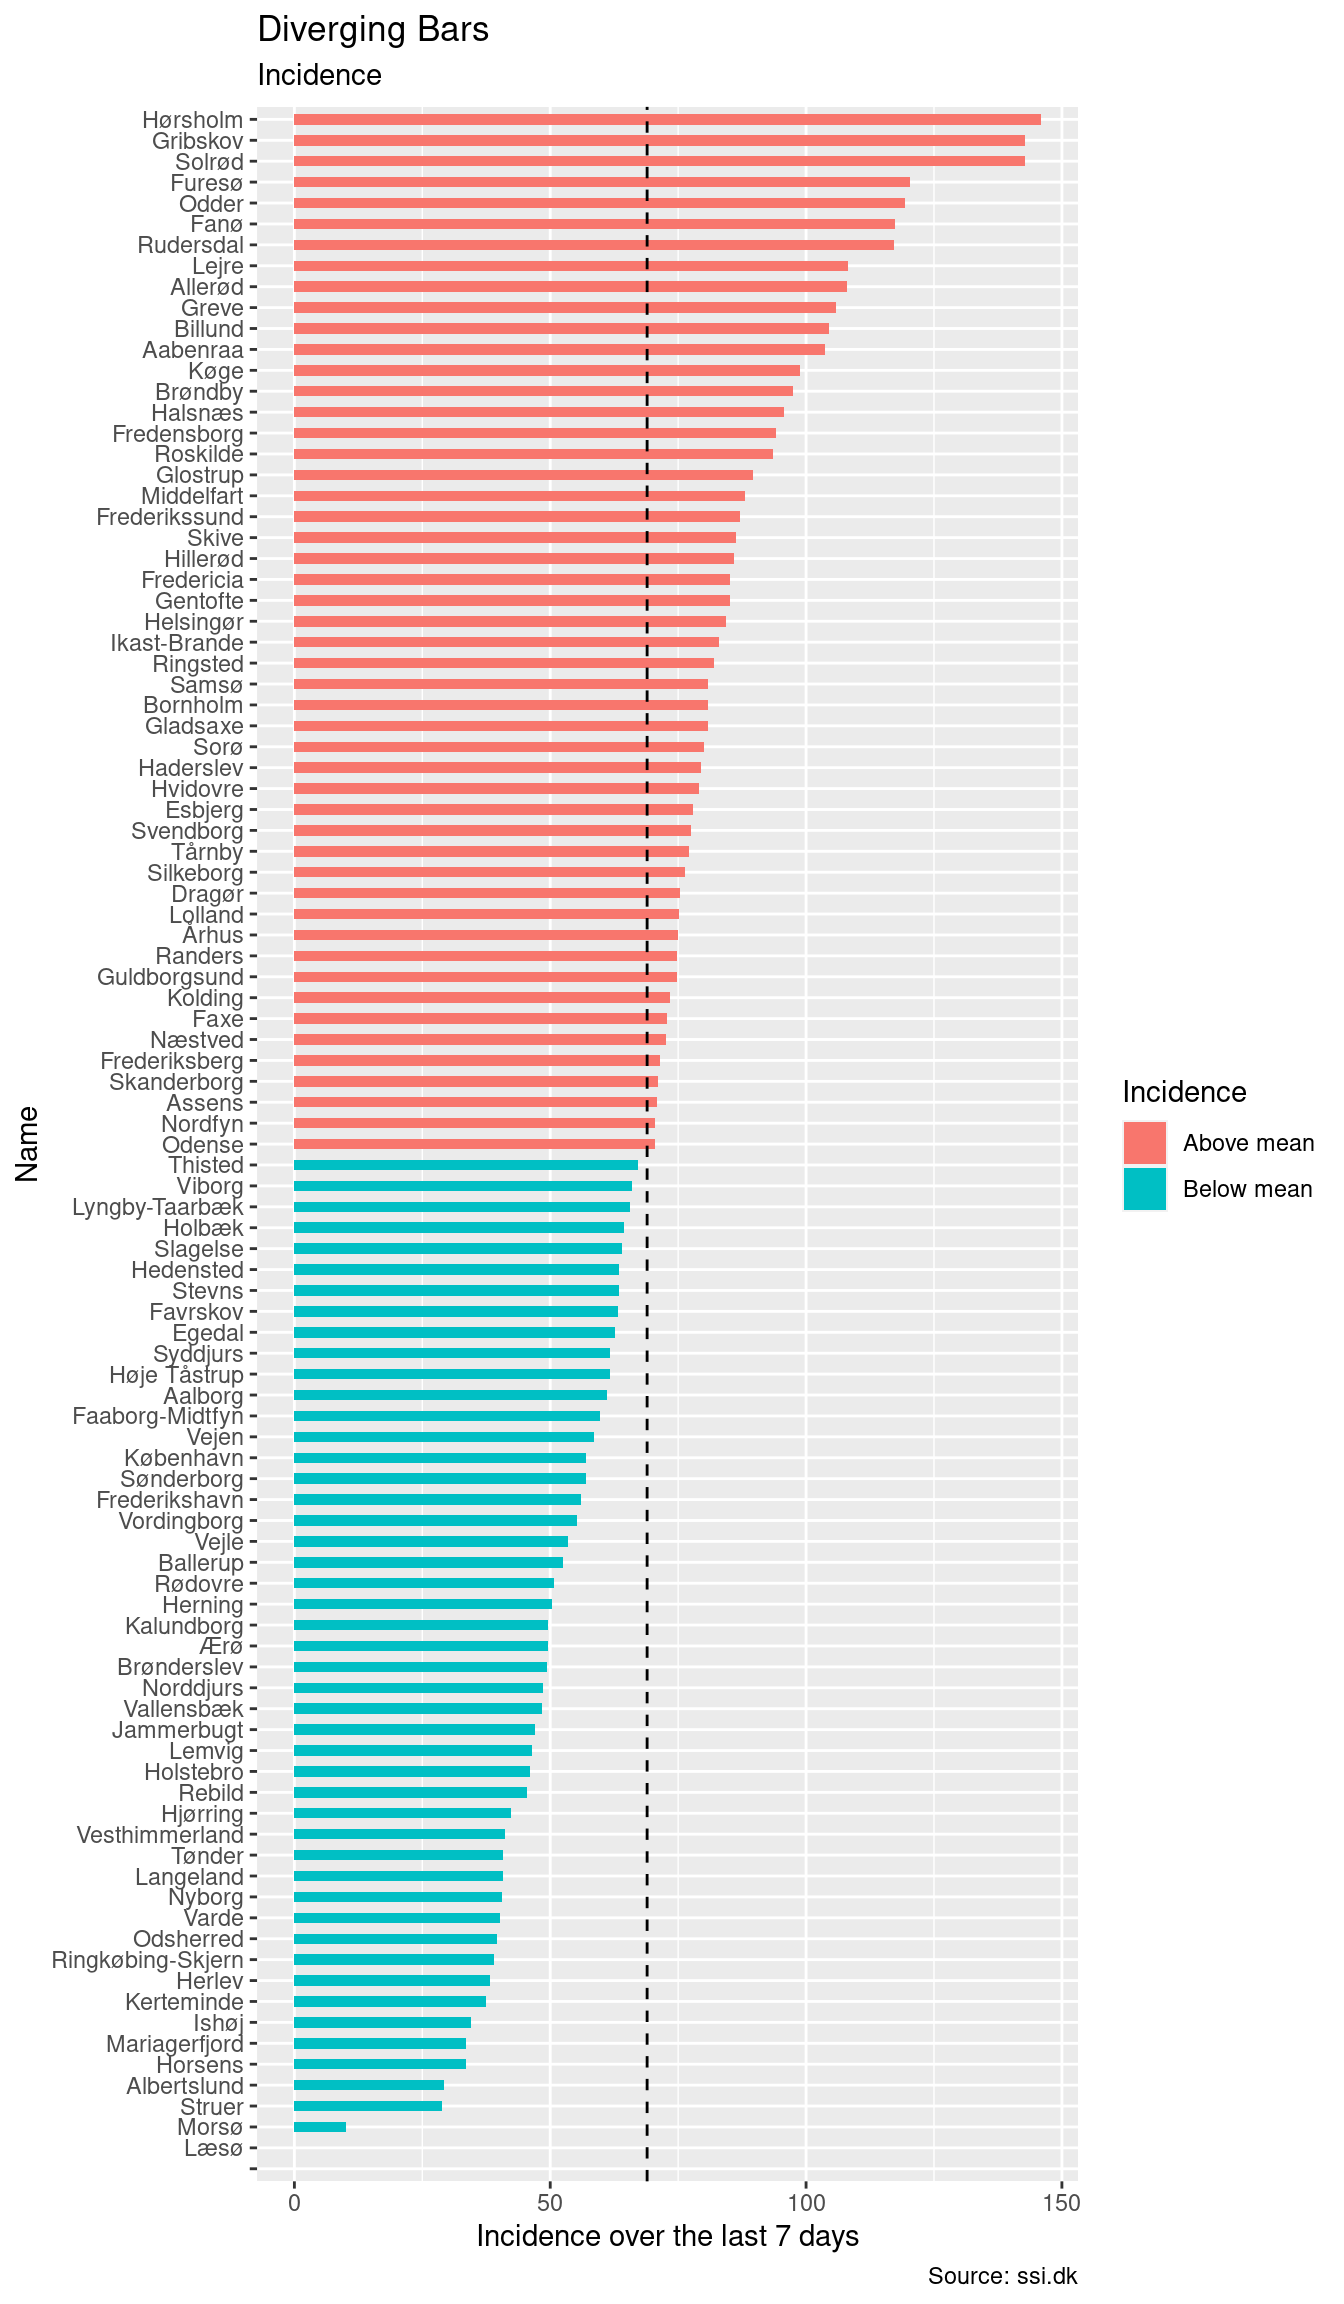 Diverging Bars
Incidence
Hørsholm
Gribskov
Solrød
Furesø
Odder
Fanø
Rudersdal
Lejre
Allerød
Greve
Billund
Aabenraa
Køge
Brøndby
Halsnæs
Fredensborg
Roskilde
Glostrup
Middelfart
Frederikssund
Skive
Hillerød
Fredericia
Gentofte
Helsingør
Ikast-Brande
Ringsted
Samsø
Bornholm
Gladsaxe
Sorø
Haderslev
Hvidovre
Esbjerg
Svendborg
Tårnby
Silkeborg
Dragør
Lolland
Århus
Randers
Guldborgsund
Kolding
Faxe
Næstved
Frederiksberg
Skanderborg
Assens
Nordfyn
Odense
Thisted
Viborg
Lyngby-Taarbæk
Holbæk
Slagelse
Hedensted
Stevns
Favrskov
Egedal
Syddjurs
Høje Tåstrup
Aalborg
Faaborg-Midtfyn
Vejen
København
Sønderborg
Frederikshavn
Vordingborg
Vejle
Ballerup
Rødovre
Herning
Kalundborg
Ærø
Brønderslev
Norddjurs
Vallensbæk
Jammerbugt
Lemvig
Holstebro
Rebild
Hjørring
Vesthimmerland
Tønder
Langeland
Nyborg
Varde
Odsherred
Ringkøbing-Skjern
Herlev
Kerteminde
Ishøj
Mariagerfjord
Horsens
Albertslund
Struer
Morsø
Læsø
Name
0 50 100 150
Incidence over the last 7 days
Incidence
Above mean
Below mean
Source: ssi.dk